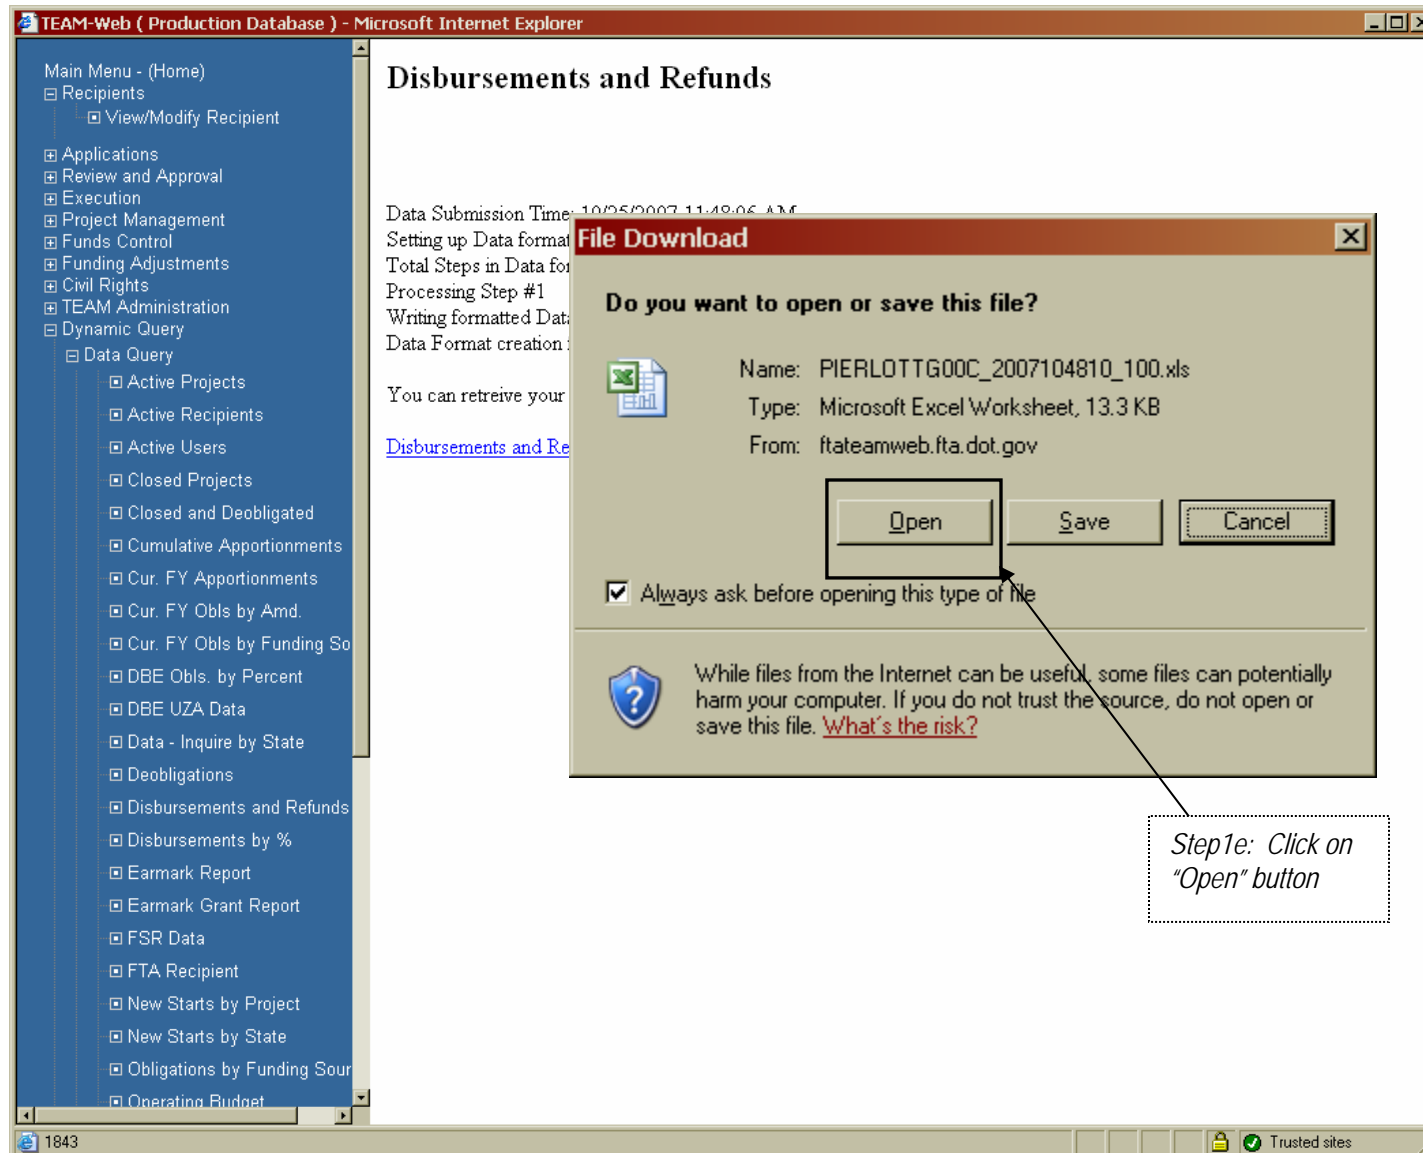 TEAM-Web ( Production Database ) - Microsoft Internet Explorer
Main Menu - (Home)
Recipients
View/Modify Recipient
Applications
Review and Approval
Execution
Project Management
Funds Control
Funding Adjustments
Civil Rights
TEAM Administration
Dynamic Query
Data Query
Active Projects
Active Recipients
Active Users
Closed Projects
Closed and Deobligated
Cumulative Apportionments
Cur. FY Apportionments
Cur. FY Obls by Amd.
Cur. FY Obls by Funding So
DBE Obls. by Percent
DBE UZA Data
Data - Inquire by State
Deobligations
Disbursements and Refunds
Disbursements by %
Earmark Report
Earmark Grant Report
FSR Data
FTA Recipient
New Starts by Project
New Starts by State
Obligations by Funding Sour
Operating Budget
Disbursements and Refunds
Data Submission Time: 10/25/2007 11:48:06 AM
Setting up Data format
Total Steps in Data for
Processing Step #1
Writing formatted Data
Data Format creation
You can retreive your
Disbursements and Re
File Download
Do you want to open or save this file?
Name: PIERLOTTG00C_2007104810_100.xls
Type: Microsoft Excel Worksheet, 13.3 KB
From: ftateamweb.fta.dot.gov
Open Save Cancel
Always ask before opening this type of file
While files from the Internet can be useful, some files can potentially
harm your computer. If you do not trust the source, do not open or
save this file. What's the risk?
Step1e: Click on
"Open" button
1843
Trusted sites